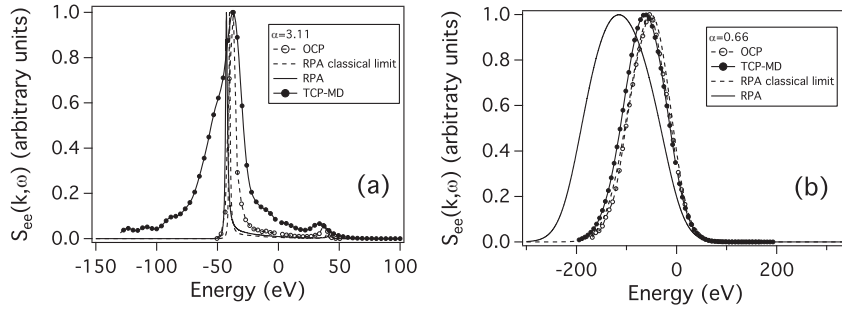 1.0
0.8
0.6
0.4
0.2
0.0
See(k,ω) (arbitrary units)
α=3.11
OCP
RPA classical limit
RPA
TCP-MD
(a)
-150 -100 -50 0 50 100
Energy (eV)
1.0
0.8
0.6
0.4
0.2
0.0
See(k,ω) (arbitraty units)
α=0.66
OCP
TCP-MD
RPA classical limit
RPA
(b)
-200 0 200
Energy (eV)